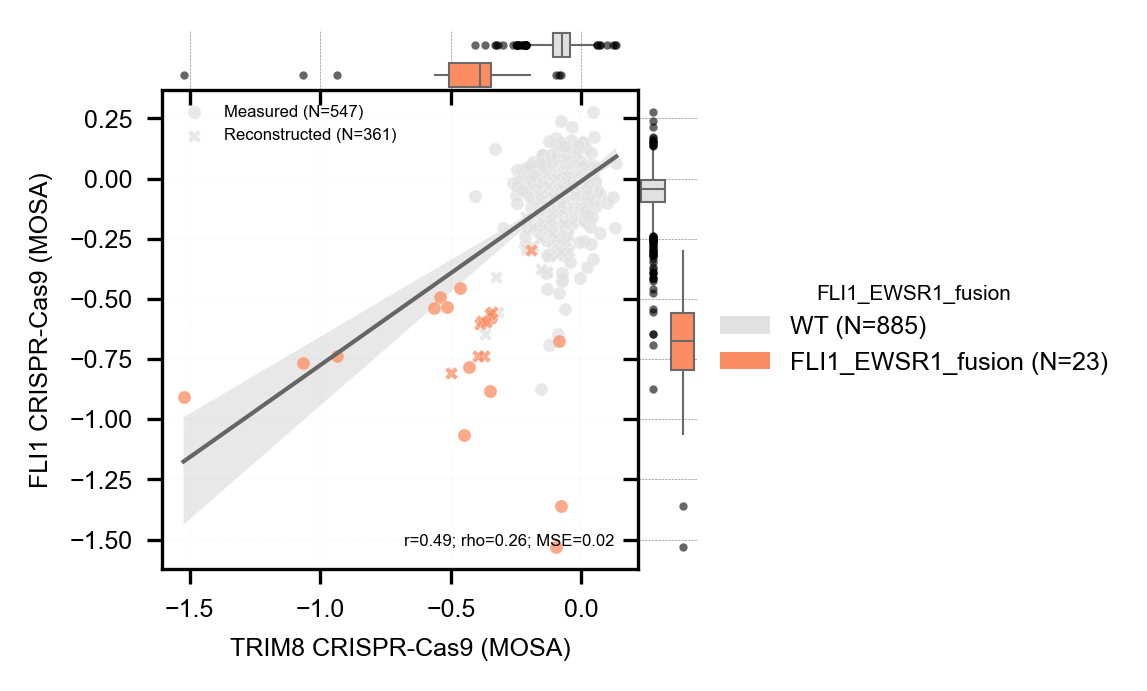 Measured (N=547)
Reconstructed (N=361)
0.25
0.00
−0.25
−0.50
−0.75
−1.00
−1.25
−1.50
FLI1 CRISPR-Cas9 (MOSA)
r=0.49; rho=0.26; MSE=0.02
−1.5 −1.0 −0.5 0.0
TRIM8 CRISPR-Cas9 (MOSA)
FLI1_EWSR1_fusion
WT (N=885)
FLI1_EWSR1_fusion (N=23)